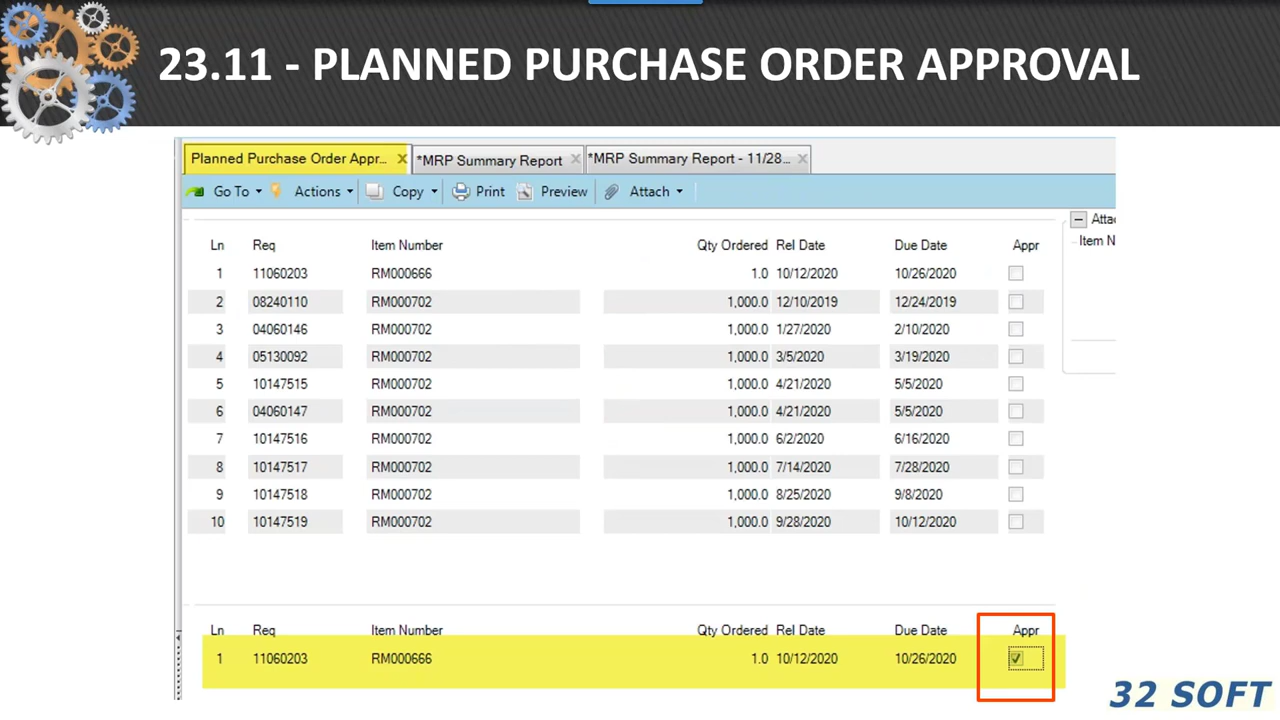 23.11 - PLANNED PURCHASE ORDER APPROVAL
Planned Purchase Order Appr... *MRP Summary Report *MRP Summary Report - 11/28...
Go To Actions Copy Print Preview Attach
Ln Req Item Number Qty Ordered Rel Date Due Date Appr
1 11060203 RM000666 1.0 10/12/2020 10/26/2020
2 08240110 RM000702 1,000.0 12/10/2019 12/24/2019
3 04060146 RM000702 1,000.0 1/27/2020 2/10/2020
4 05130092 RM000702 1,000.0 3/5/2020 3/19/2020
5 10147515 RM000702 1,000.0 4/21/2020 5/5/2020
6 04060147 RM000702 1,000.0 4/21/2020 5/5/2020
7 10147516 RM000702 1,000.0 6/2/2020 6/16/2020
8 10147517 RM000702 1,000.0 7/14/2020 7/28/2020
9 10147518 RM000702 1,000.0 8/25/2020 9/8/2020
10 10147519 RM000702 1,000.0 9/28/2020 10/12/2020
Attac
Item N
Ln Req Item Number Qty Ordered Rel Date Due Date Appr
1 11060203 RM000666 1.0 10/12/2020 10/26/2020
32 SOFT